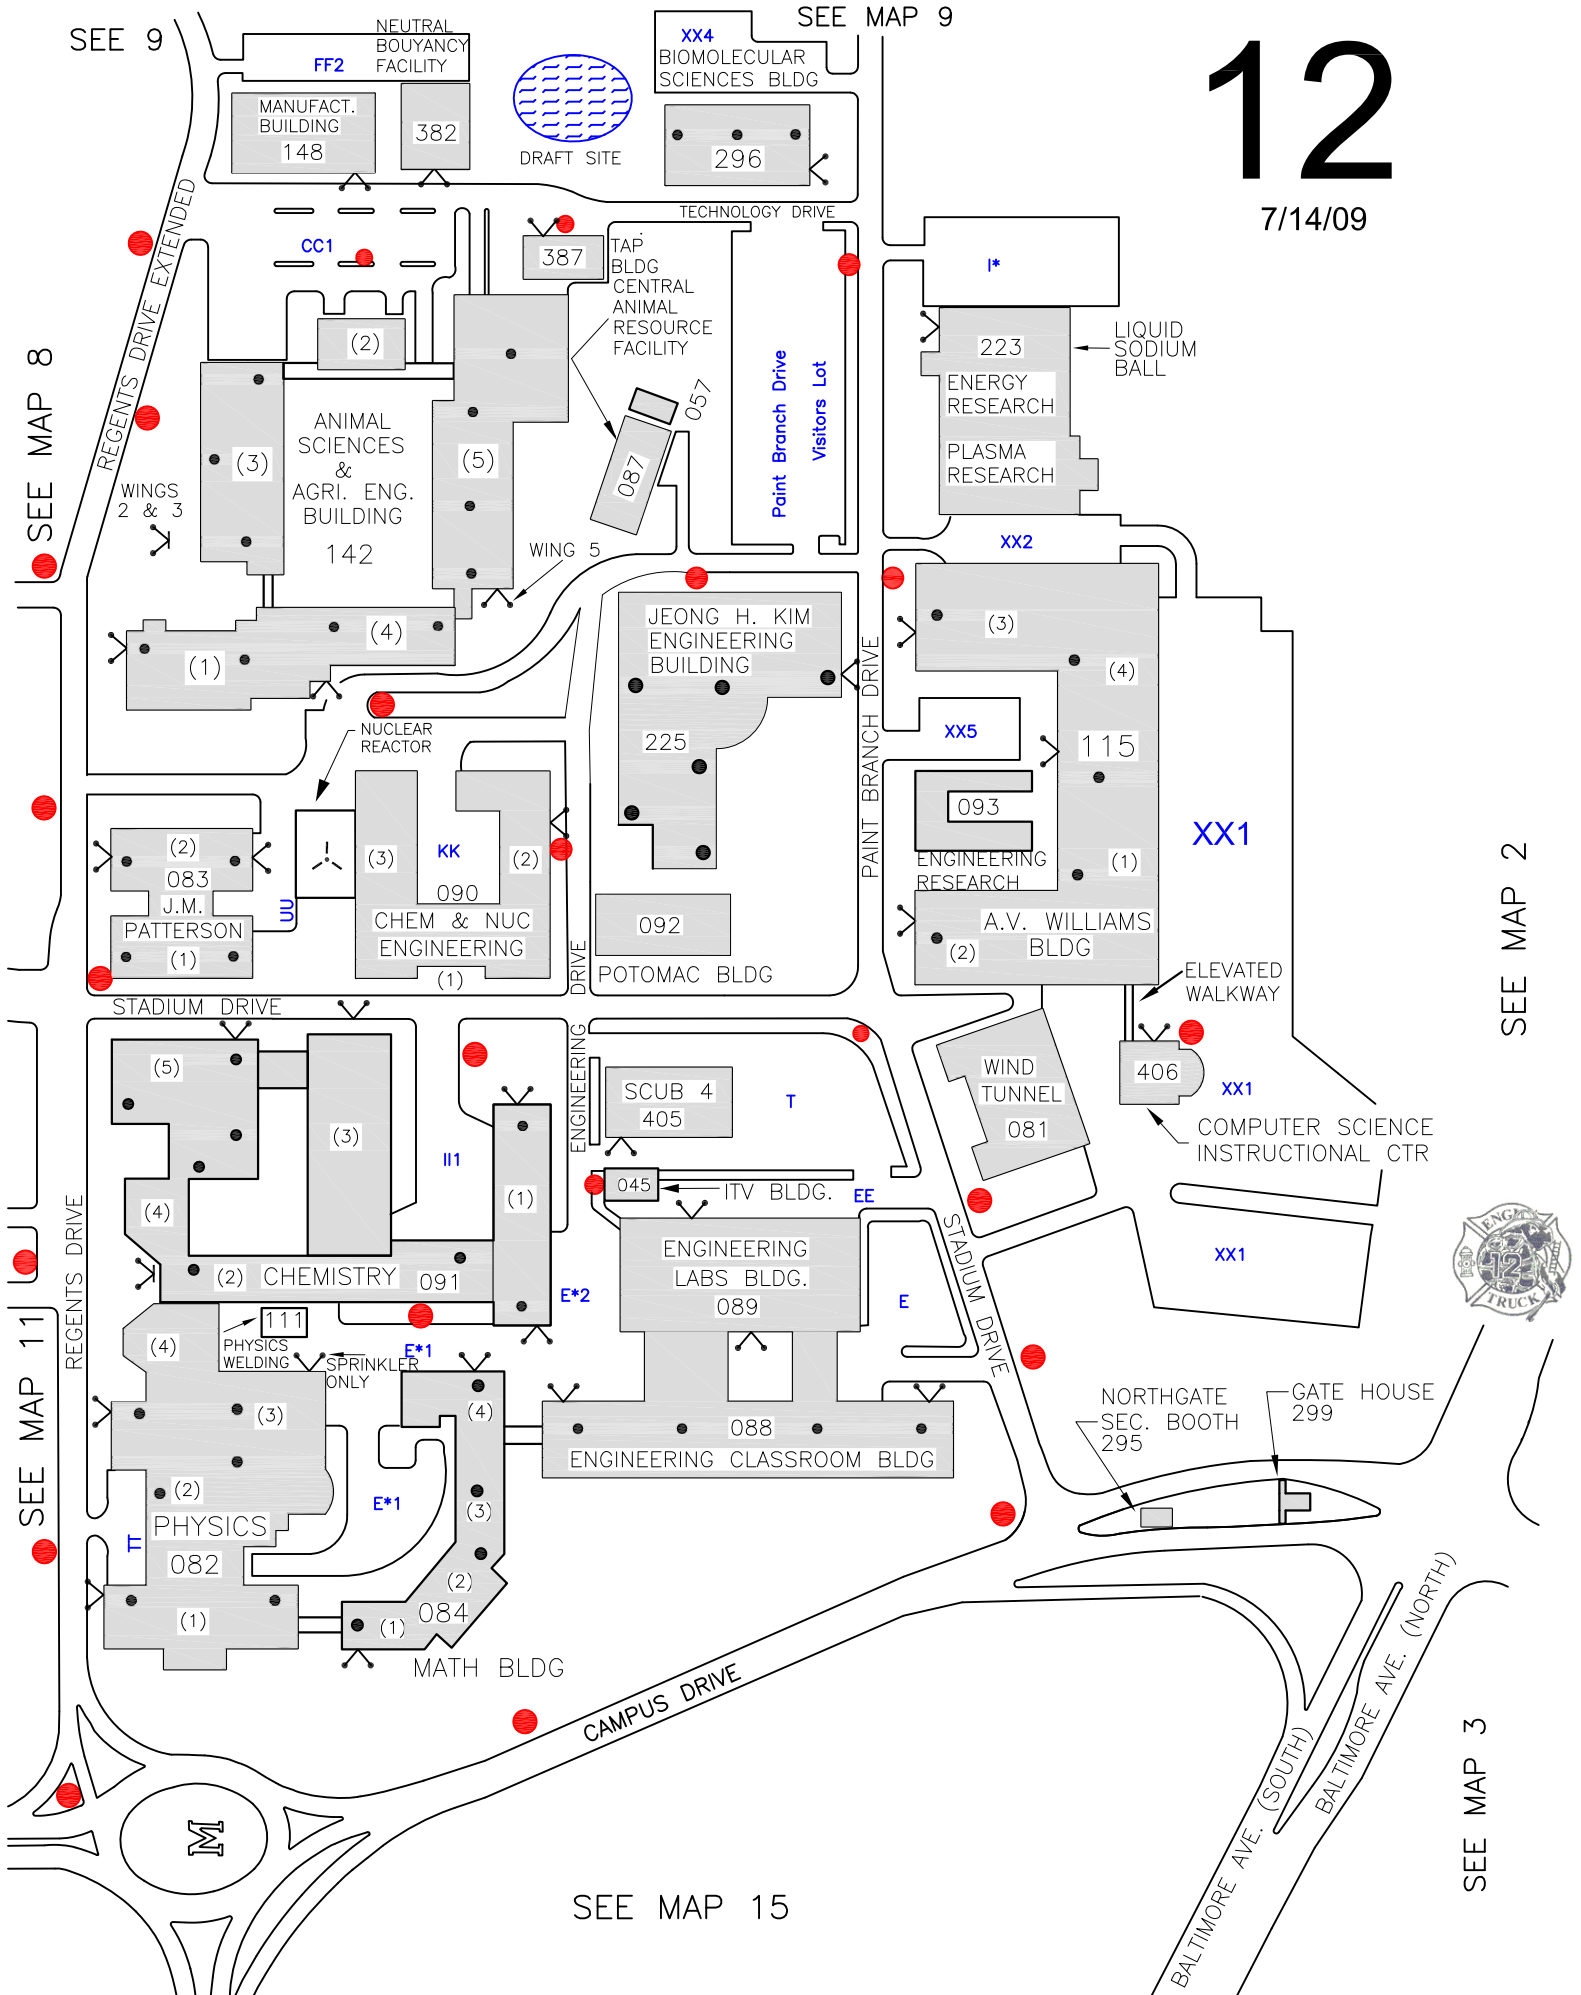 SEE 9
NEUTRAL
BOUYANCY
FACILITY
FF2
SEE MAP 9
XX4
BIOMOLECULAR
SCIENCES BLDG
12
7/14/09
MANUFACT.
BUILDING
148
382
DRAFT SITE
296
TECHNOLOGY DRIVE
REGENTS DRIVE EXTENDED
CC1
387
TAP
BLDG
CENTRAL
ANIMAL
RESOURCE
FACILITY
I*
LIQUID
SODIUM
BALL
223
ENERGY
RESEARCH
PLASMA
RESEARCH
(2)
SEE MAP 8
Paint Branch Drive
Visitors Lot
057
087
ANIMAL
SCIENCES
&
AGRI. ENG.
BUILDING
142
(3)
(5)
WINGS
2 & 3
WING 5
XX2
(4)
(1)
JEONG H. KIM
ENGINEERING
BUILDING
225
PAINT BRANCH DRIVE
(3)
(4)
XX5
115
NUCLEAR
REACTOR
093
ENGINEERING
RESEARCH
(1)
XX1
SEE MAP 2
(2)
083
J.M.
PATTERSON
(1)
UU
(3)
KK
(2)
090
CHEM & NUC
ENGINEERING
(1)
092
POTOMAC BLDG
A.V. WILLIAMS
BLDG
(2)
ELEVATED
WALKWAY
STADIUM DRIVE
ENGINEERING DRIVE
(5)
(3)
SCUB 4
405
T
WIND
TUNNEL
081
406
XX1
COMPUTER SCIENCE
INSTRUCTIONAL CTR
II1
(1)
045
ITV BLDG.
EE
(4)
REGENTS DRIVE
(2)
CHEMISTRY
091
E*2
ENGINEERING
LABS BLDG.
089
E
STADIUM DRIVE
XX1
ENGINE
12
TRUCK
111
PHYSICS
WELDING
SPRINKLER
ONLY
E*1
SEE MAP 11
(4)
(3)
(2)
PHYSICS
082
(1)
TT
E*1
(4)
(3)
(2)
084
(1)
MATH BLDG
088
ENGINEERING CLASSROOM BLDG
NORTHGATE
SEC. BOOTH
295
GATE HOUSE
299
CAMPUS DRIVE
BALTIMORE AVE. (SOUTH)
BALTIMORE AVE. (NORTH)
SEE MAP 3
M
SEE MAP 15